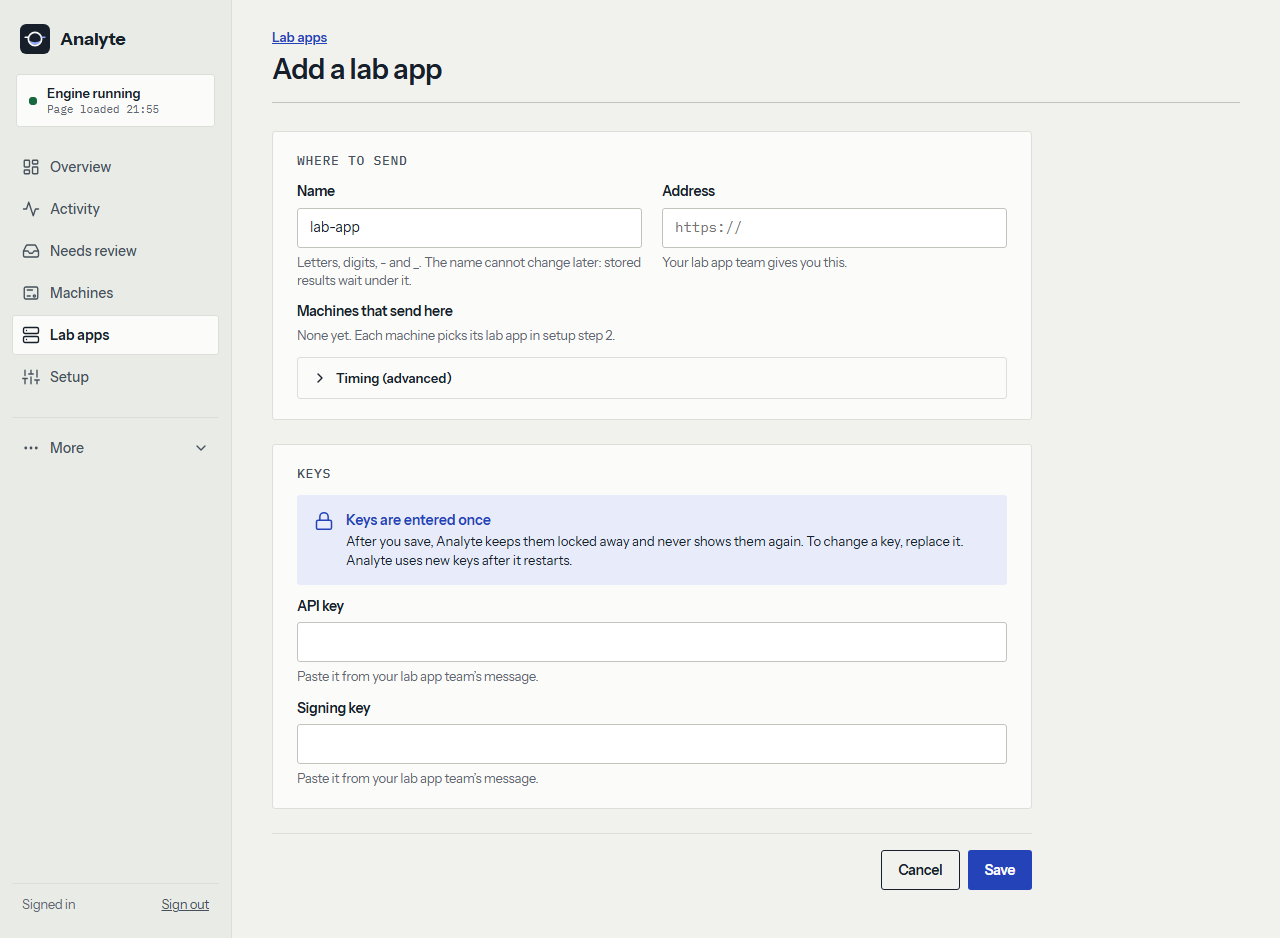 Analyte
Engine running
Page loaded 21:55
Overview
Activity
Needs review
Machines
Lab apps
Setup
More
Signed in
Sign out
Lab apps
Add a lab app
WHERE TO SEND
Name
lab-app
Letters, digits, - and _. The name cannot change later: stored
results wait under it.
Address
https://
Your lab app team gives you this.
Machines that send here
None yet. Each machine picks its lab app in setup step 2.
Timing (advanced)
KEYS
Keys are entered once
After you save, Analyte keeps them locked away and never shows them again. To change a key, replace it.
Analyte uses new keys after it restarts.
API key
Paste it from your lab app team's message.
Signing key
Paste it from your lab app team's message.
Cancel
Save